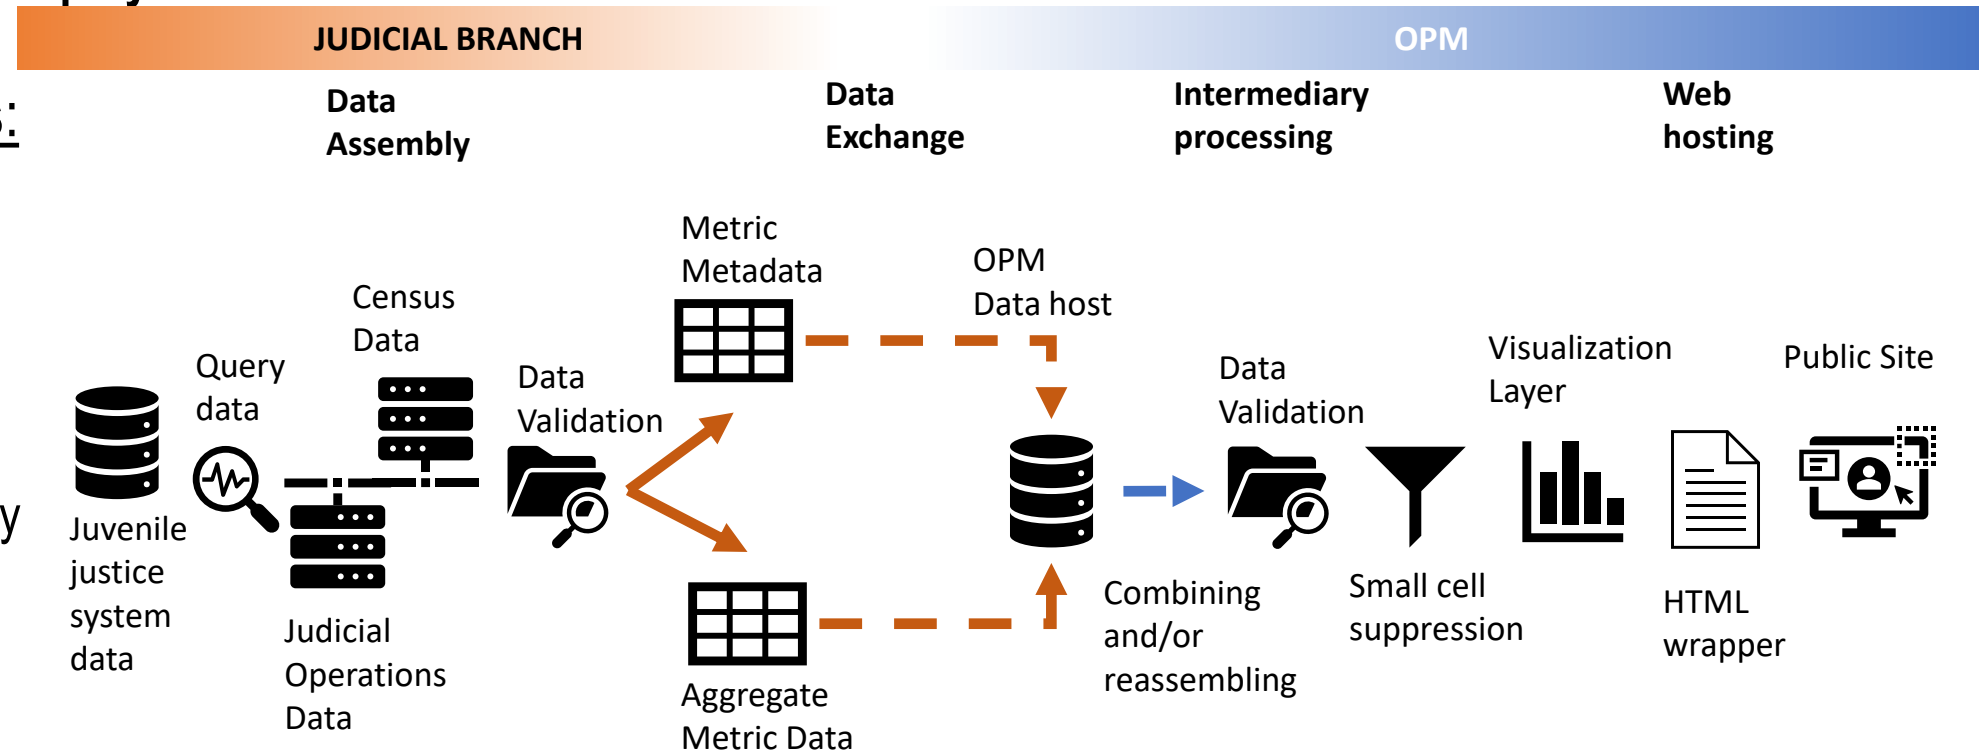 JUDICIAL BRANCH
OPM
Data
Assembly
Data
Exchange
Intermediary
processing
Web
hosting
s:
y
Juvenile
justice
system
data
Query
data
Census
Data
Judicial
Operations
Data
Data
Validation
Metric
Metadata
Aggregate
Metric Data
OPM
Data host
Combining
and/or
reassembling
Data
Validation
Small cell
suppression
Visualization
Layer
HTML
wrapper
Public Site